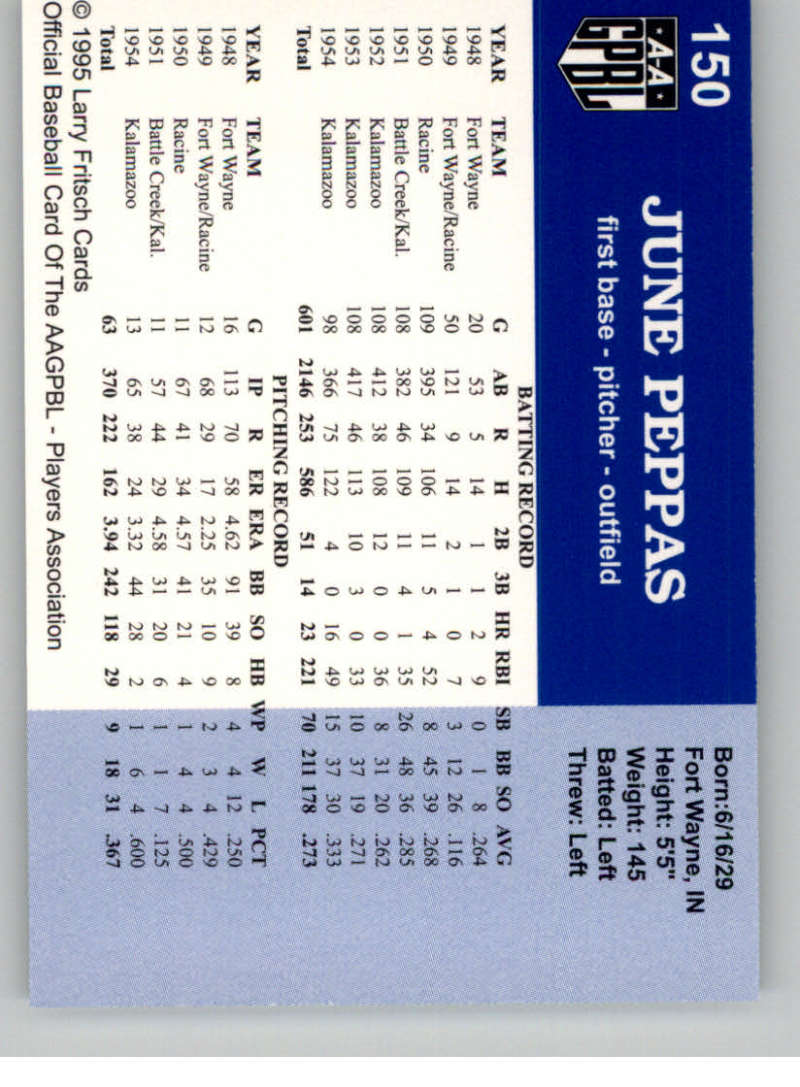 150
A-A
GPBL
JUNE PEPPAS
first base - pitcher - outfield
Born:6/16/29
Fort Wayne, IN
Height: 5'5"
Weight: 145
Batted: Left
Threw: Left
BATTING RECORD
YEAR TEAM G AB R H 2B 3B HR RBI SB BB SO AVG
1948 Fort Wayne 20 53 5 14 1 1 2 9 0 1 8 .264
1949 Fort Wayne/Racine 50 121 9 14 2 1 0 7 3 12 26 .116
1950 Racine 109 395 34 106 11 5 4 52 8 45 39 .268
1951 Battle Creek/Kal. 108 382 46 109 11 4 1 35 26 48 36 .285
1952 Kalamazoo 108 412 38 108 12 0 0 36 8 31 20 .262
1953 Kalamazoo 108 417 46 113 10 3 0 33 10 37 19 .271
1954 Kalamazoo 98 366 75 122 4 0 16 49 15 37 30 .333
Total 601 2146 253 586 51 14 23 221 70 211 178 .273
PITCHING RECORD
YEAR TEAM G IP R ER ERA BB SO HB WP W L PCT
1948 Fort Wayne 16 113 70 58 4.62 91 39 8 4 4 12 .250
1949 Fort Wayne/Racine 12 68 29 17 2.25 35 10 9 2 3 4 .429
1950 Racine 11 67 41 34 4.57 41 21 4 1 4 4 .500
1951 Battle Creek/Kal. 11 57 44 29 4.58 31 20 6 1 1 7 .125
1954 Kalamazoo 13 65 38 24 3.32 44 28 2 1 6 4 .600
Total 63 370 222 162 3.94 242 118 29 9 18 31 .367
© 1995 Larry Fritsch Cards
Official Baseball Card Of The AAGPBL - Players Association